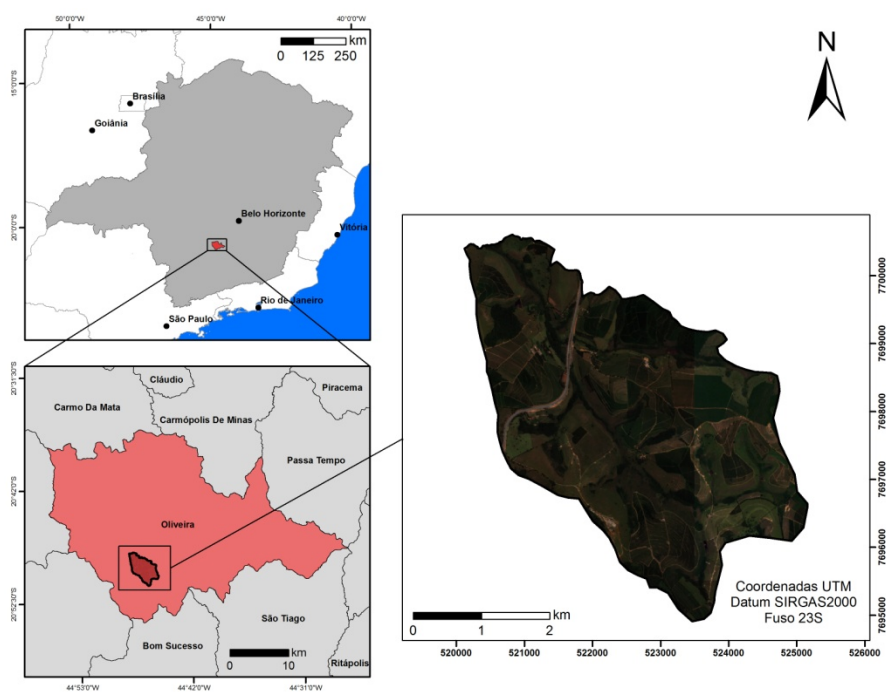 50°0'0"O
45°0'0"O
40°0'0"O
km
0 125 250
15°0'0"S
20°0'0"S
Brasília
Goiânia
Belo Horizonte
Vitória
Rio de Janeiro
São Paulo
N
20°31'30"S
20°42'0"S
20°52'30"S
Cláudio
Piracema
Carmo Da Mata
Carmópolis De Minas
Passa Tempo
Oliveira
São Tiago
Bom Sucesso
Ritápolis
km
0 10
44°53'0"O
44°42'0"O
44°31'0"O
7700000
7699000
7698000
7697000
7696000
7695000
Coordenadas UTM
Datum SIRGAS2000
Fuso 23S
km
0 1 2
520000 521000 522000 523000 524000 525000 526000